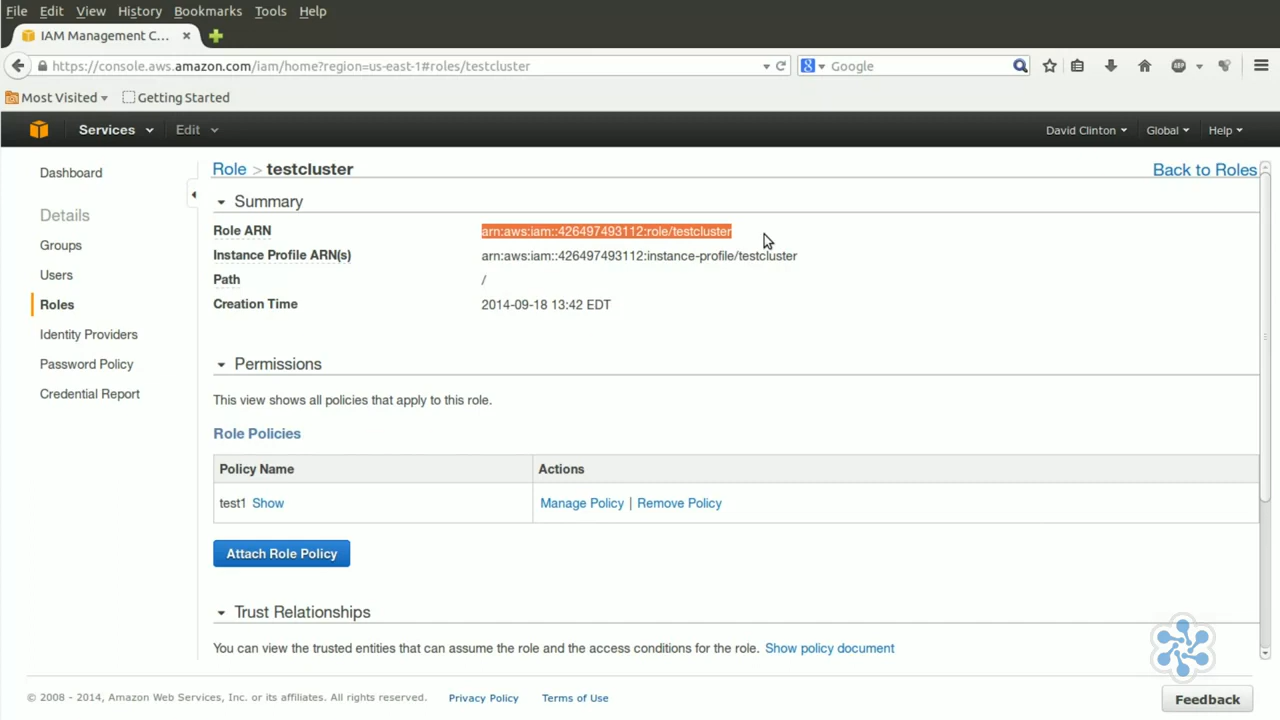 File Edit View History Bookmarks Tools Help
IAM Management C...
https://console.aws.amazon.com/iam/home?region=us-east-1#roles/testcluster
Google
ABP
Most Visited
Getting Started
Services Edit David Clinton Global Help
Dashboard
Details
Groups
Users
Roles
Identity Providers
Password Policy
Credential Report
Role > testcluster Back to Roles
Summary
Role ARN arn:aws:iam::426497493112:role/testcluster
Instance Profile ARN(s) arn:aws:iam::426497493112:instance-profile/testcluster
Path /
Creation Time 2014-09-18 13:42 EDT
Permissions
This view shows all policies that apply to this role.
Role Policies
Policy Name Actions
test1 Show Manage Policy | Remove Policy
Attach Role Policy
Trust Relationships
You can view the trusted entities that can assume the role and the access conditions for the role. Show policy document
© 2008 - 2014, Amazon Web Services, Inc. or its affiliates. All rights reserved. Privacy Policy Terms of Use
Feedback